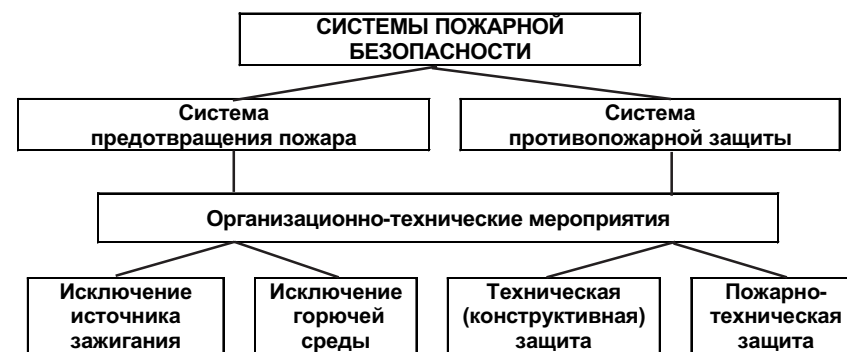 СИСТЕМЫ ПОЖАРНОЙ
БЕЗОПАСНОСТИ
Система
предотвращения пожара
Система
противопожарной защиты
Организационно-технические мероприятия
Исключение
источника
зажигания
Исключение
горючей
среды
Техническая
(конструктивная)
защита
Пожарно-
техническая
защита